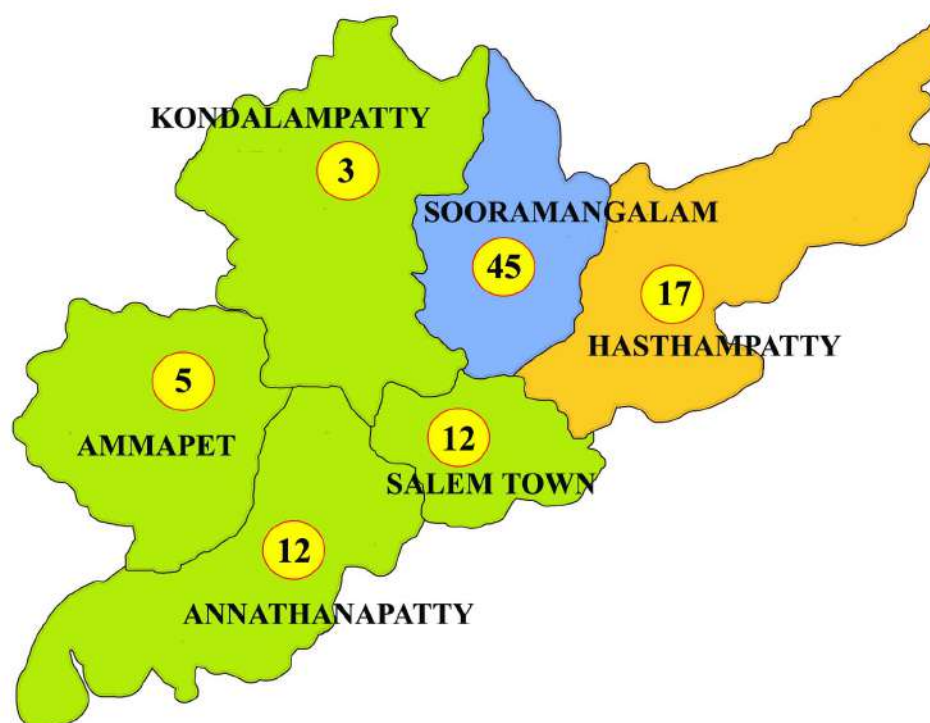 KONDALAMPATTY
3
SOORAMANGALAM
45
17
HASTHAMPATTY
5
AMMAPET
12
SALEM TOWN
12
ANNATHANAPATTY